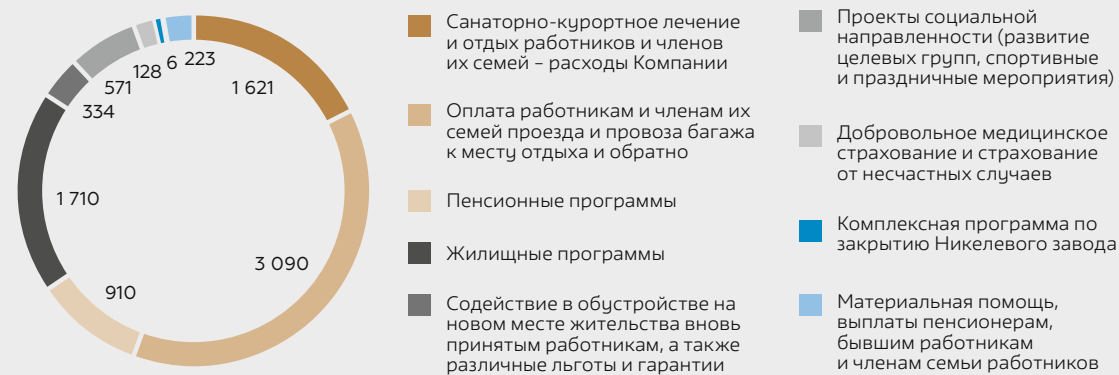 223
6
128
571
334
1 621
1 710
3 090
910
Санаторно-курортное лечение
и отдых работников и членов
их семей – расходы Компании
Оплата работникам и членам их
семей проезда и провоза багажа
к месту отдыха и обратно
Пенсионные программы
Жилищные программы
Содействие в обустройстве на
новом месте жительства вновь
принятым работникам, а также
различные льготы и гарантии
Проекты социальной
направленности (развитие
целевых групп, спортивные
и праздничные мероприятия)
Добровольное медицинское
страхование и страхование
от несчастных случаев
Комплексная программа по
закрытию Никелевого завода
Материальная помощь,
выплаты пенсионерам,
бывшим работникам
и членам семьи работников